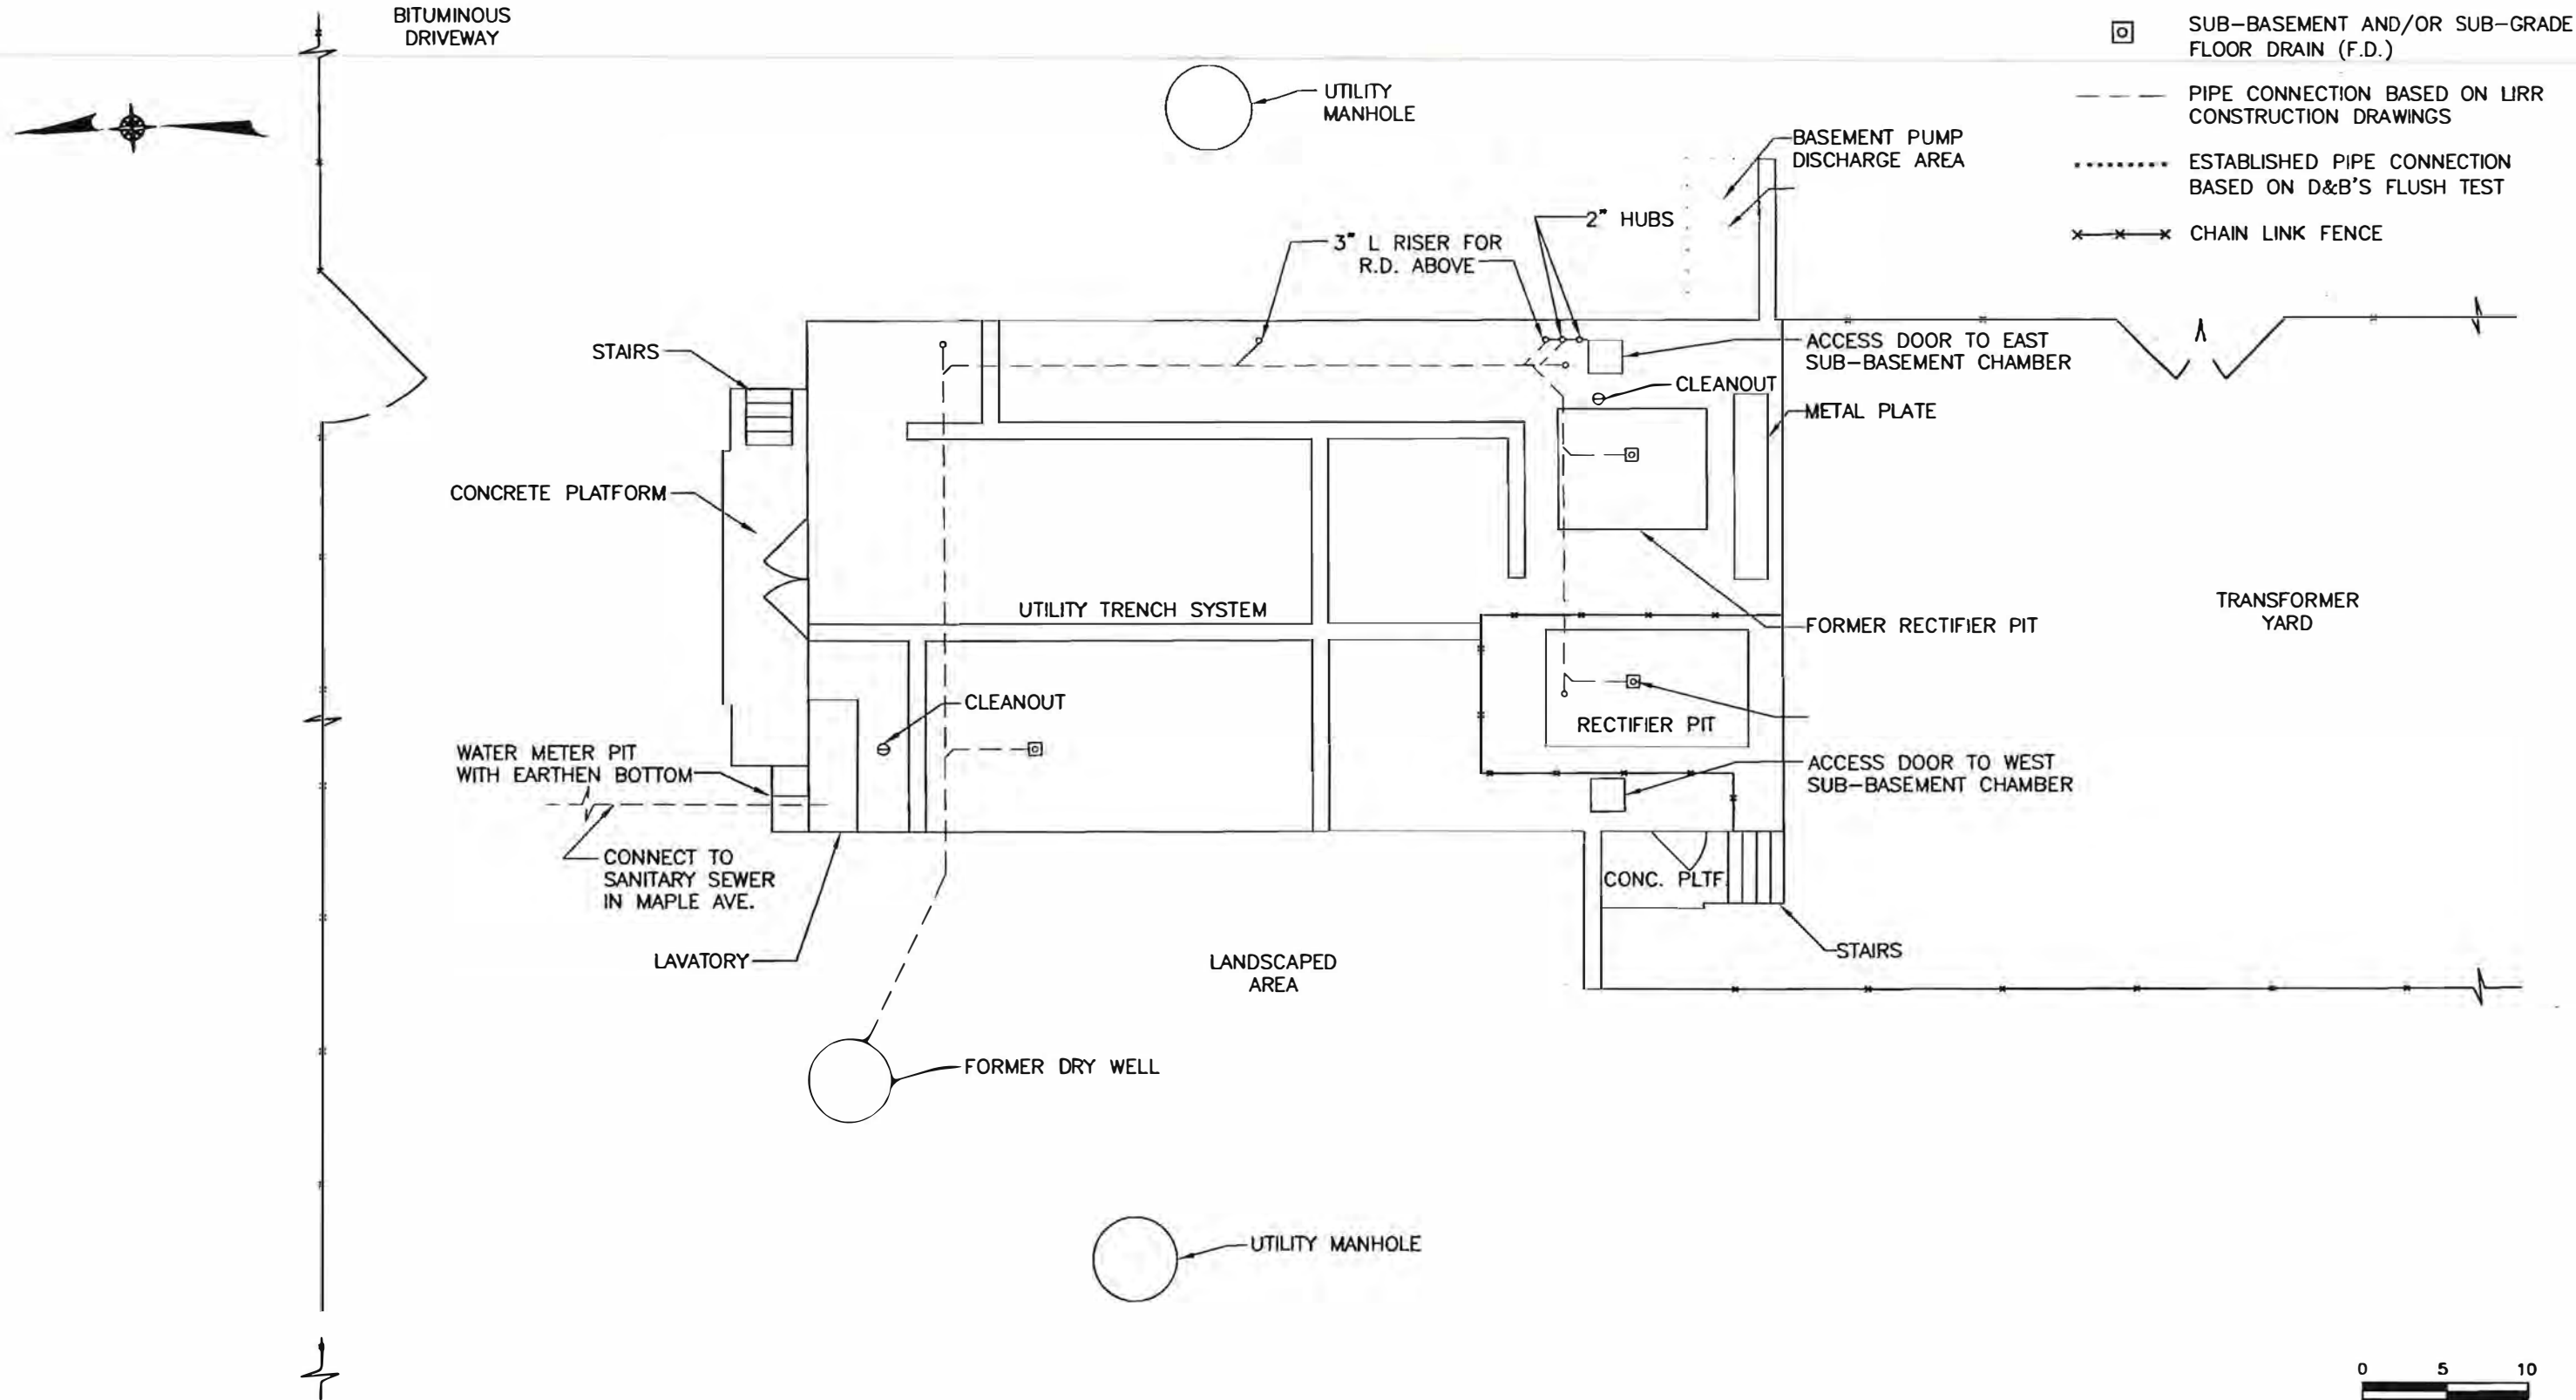 BITUMINOUS
DRIVEWAY
SUB-BASEMENT AND/OR SUB-GRADE
FLOOR DRAIN (F.D.)
PIPE CONNECTION BASED ON LIRR
CONSTRUCTION DRAWINGS
ESTABLISHED PIPE CONNECTION
BASED ON D&B'S FLUSH TEST
CHAIN LINK FENCE
UTILITY
MANHOLE
BASEMENT PUMP
DISCHARGE AREA
2" HUBS
3" L RISER FOR
R.D. ABOVE
STAIRS
ACCESS DOOR TO EAST
SUB-BASEMENT CHAMBER
CLEANOUT
METAL PLATE
CONCRETE PLATFORM
UTILITY TRENCH SYSTEM
TRANSFORMER
YARD
FORMER RECTIFIER PIT
CLEANOUT
RECTIFIER PIT
WATER METER PIT
WITH EARTHEN BOTTOM
ACCESS DOOR TO WEST
SUB-BASEMENT CHAMBER
CONNECT TO
SANITARY SEWER
IN MAPLE AVE.
CONC. PLTF.
LAVATORY
LANDSCAPED
AREA
STAIRS
FORMER DRY WELL
UTILITY MANHOLE
0 5 10